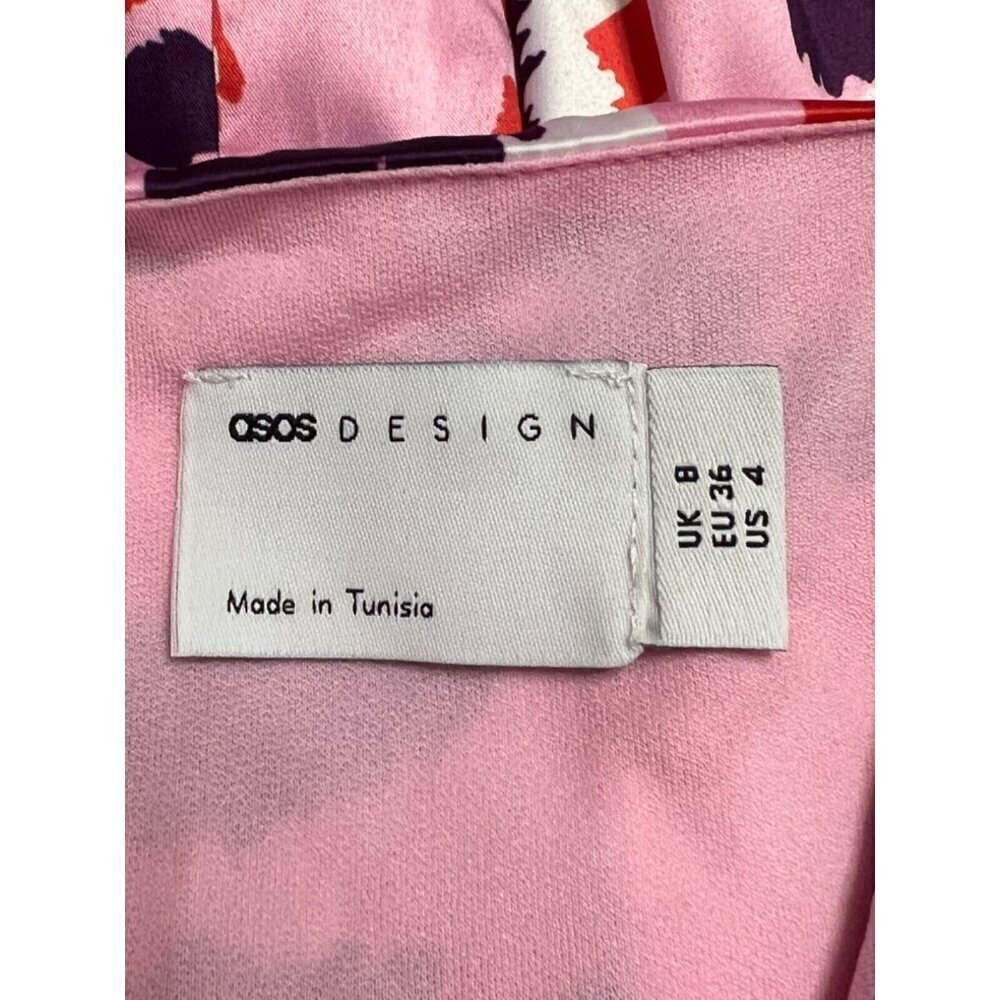 asos DESIGN
Made in Tunisia
UK 8
EU 36
US 4